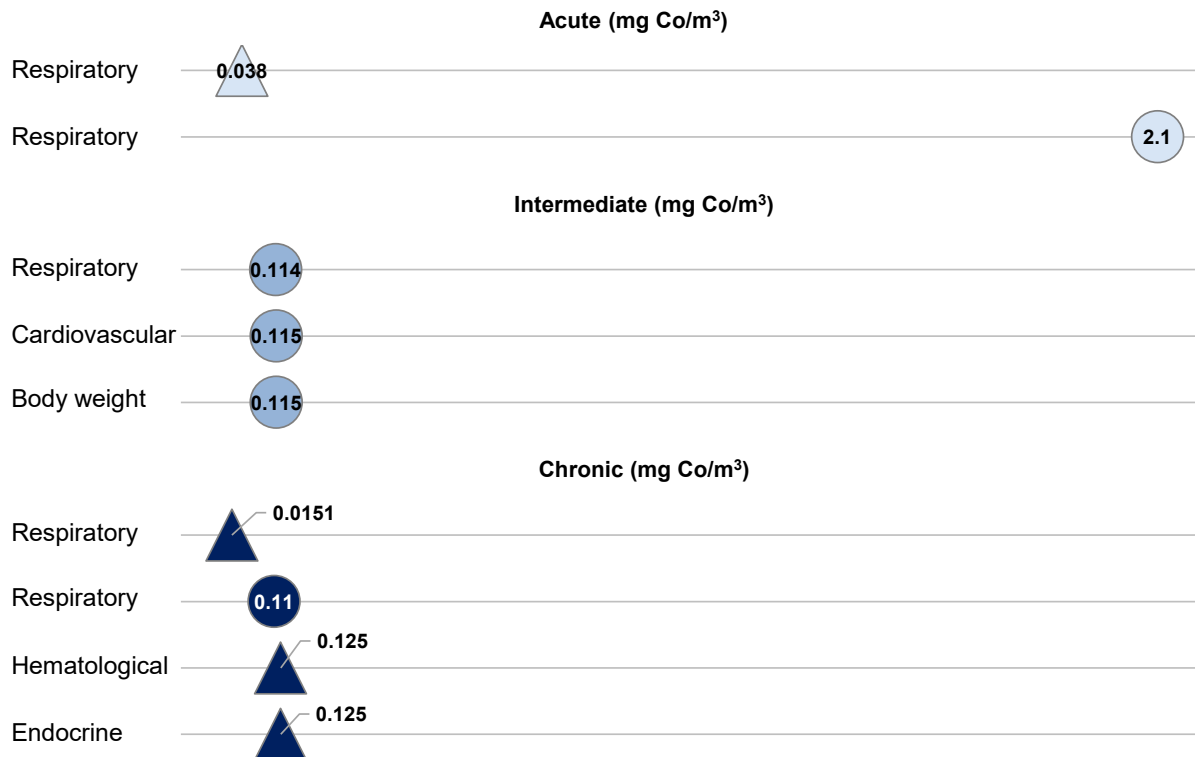 Acute (mg Co/m³)
Respiratory 0.038
Respiratory 2.1
Intermediate (mg Co/m³)
Respiratory 0.114
Cardiovascular 0.115
Body weight 0.115
Chronic (mg Co/m³)
Respiratory 0.0151
Respiratory 0.11
Hematological 0.125
Endocrine 0.125